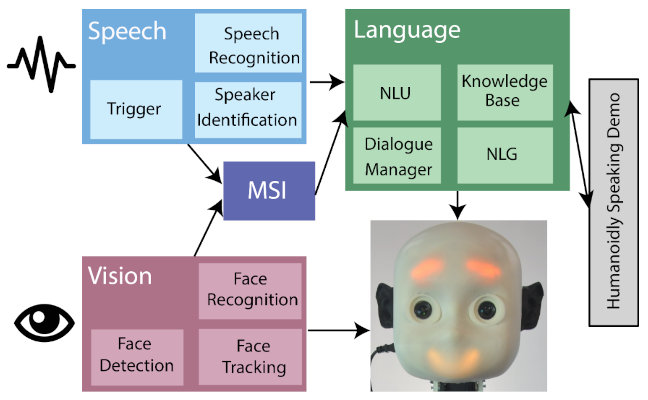 Speech
Speech
Recognition
Trigger
Speaker
Identification
Language
NLU
Knowledge
Base
Dialogue
Manager
NLG
MSI
Humanoidly Speaking Demo
Vision
Face
Recognition
Face
Detection
Face
Tracking